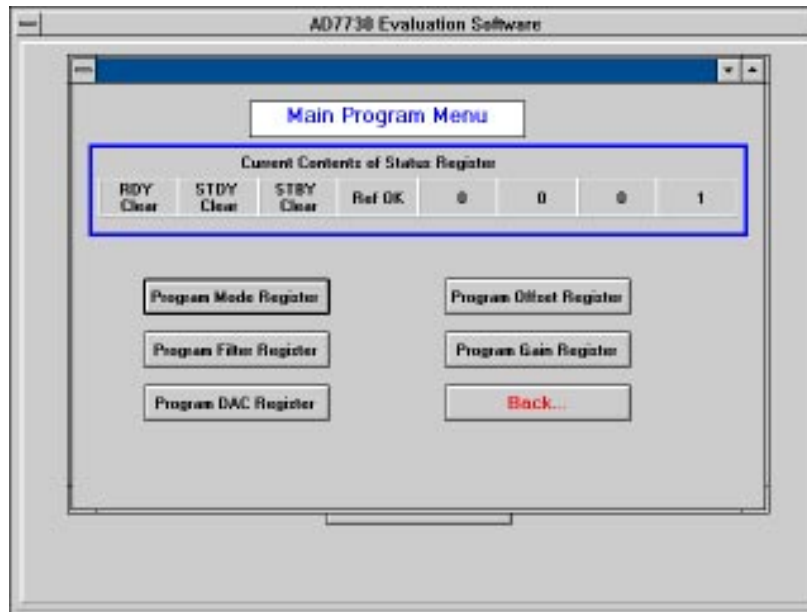 AD7730 Evaluation Software
Main Program Menu
Current Contents of Status Register
RDY Clear STDY Clear STBY Clear Ref OK 0 0 0 1
Program Mode Register Program Offset Register
Program Filter Register Program Gain Register
Program DAC Register Back...